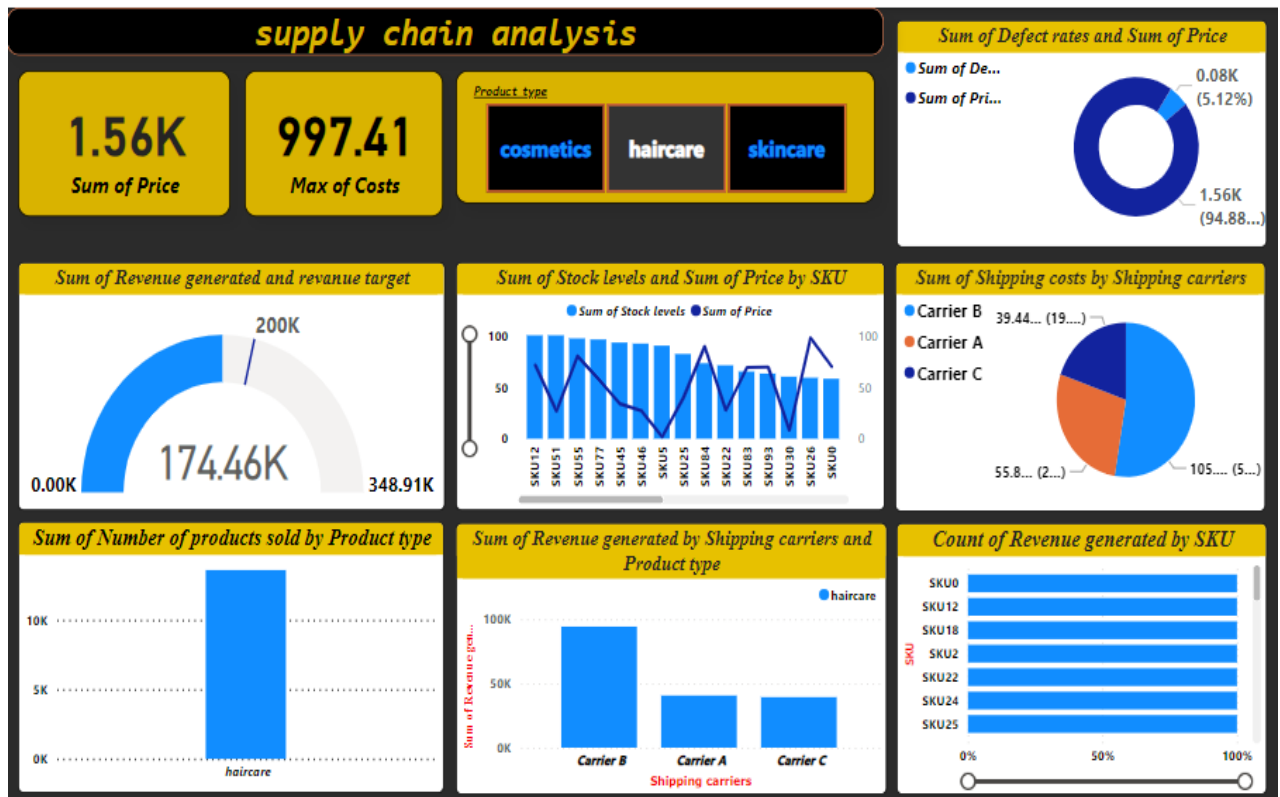 supply chain analysis
1.56K
Sum of Price
997.41
Max of Costs
Product type
cosmetics
haircare
skincare
Sum of Defect rates and Sum of Price
Sum of De...
Sum of Pri...
0.08K
(5.12%)
1.56K
(94.88...)
Sum of Revenue generated and revanue target
200K
174.46K
0.00K
348.91K
Sum of Stock levels and Sum of Price by SKU
Sum of Stock levels
Sum of Price
100
50
0
100
50
0
SKU12
SKU51
SKU55
SKU77
SKU45
SKU46
SKU5
SKU25
SKU84
SKU22
SKU83
SKU93
SKU30
SKU26
SKU0
Sum of Shipping costs by Shipping carriers
Carrier B
Carrier A
Carrier C
39.44... (19....)
55.8... (2...)
105.... (5...)
Sum of Number of products sold by Product type
10K
5K
0K
haircare
Sum of Revenue generated by Shipping carriers and
Product type
haircare
Sum of Revenue gen...
100K
50K
0K
Carrier B
Carrier A
Carrier C
Shipping carriers
Count of Revenue generated by SKU
SKU
SKU0
SKU12
SKU18
SKU2
SKU22
SKU24
SKU25
0%
50%
100%